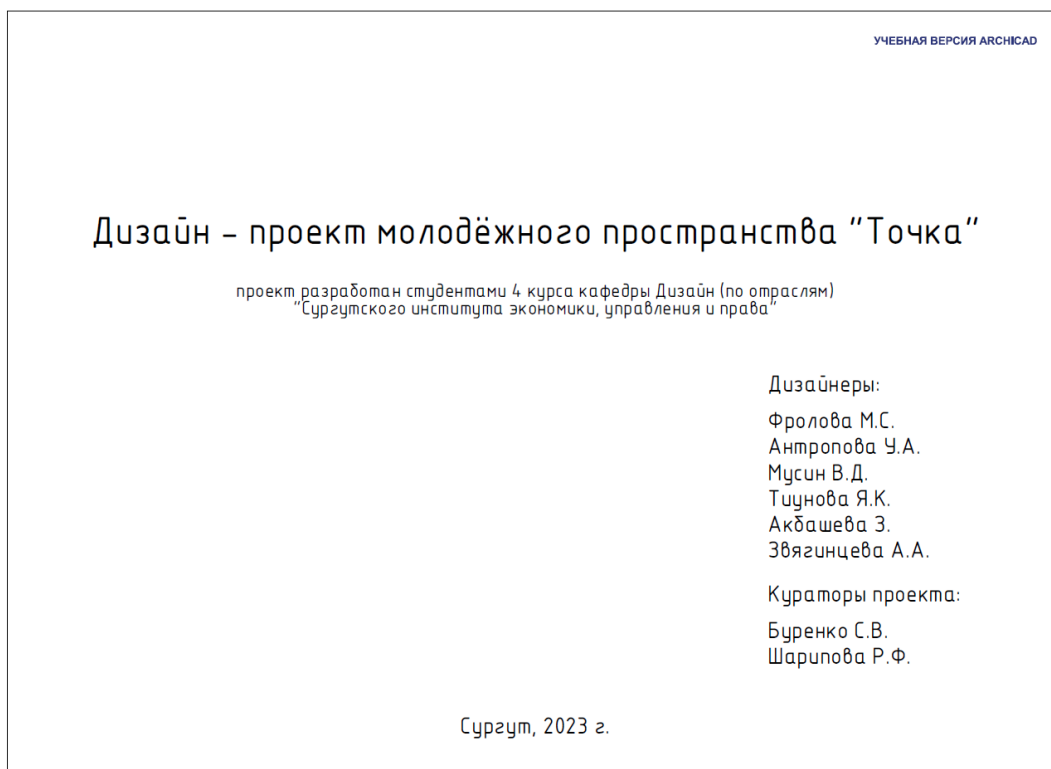 УЧЕБНАЯ ВЕРСИЯ ARCHICAD
Дизайн - проект молодёжного пространства "Точка"
проект разработан студентами 4 курса кафедры Дизайн (по отраслям)
"Сургутского института экономики, управления и права"
Дизайнеры:
Фролова М.С.
Антропова У.А.
Мусин В.Д.
Тиунова Я.К.
Акбашева З.
Звягинцева А.А.
Кураторы проекта:
Буренко С.В.
Шарипова Р.Ф.
Сургут, 2023 г.